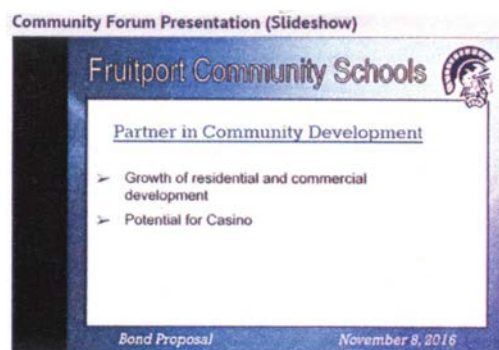 Community Forum Presentation (Slideshow)
Fruitport Community Schools
Partner in Community Development
➢ Growth of residential and commercial
development
➢ Potential for Casino
Bond Proposal November 8, 2016